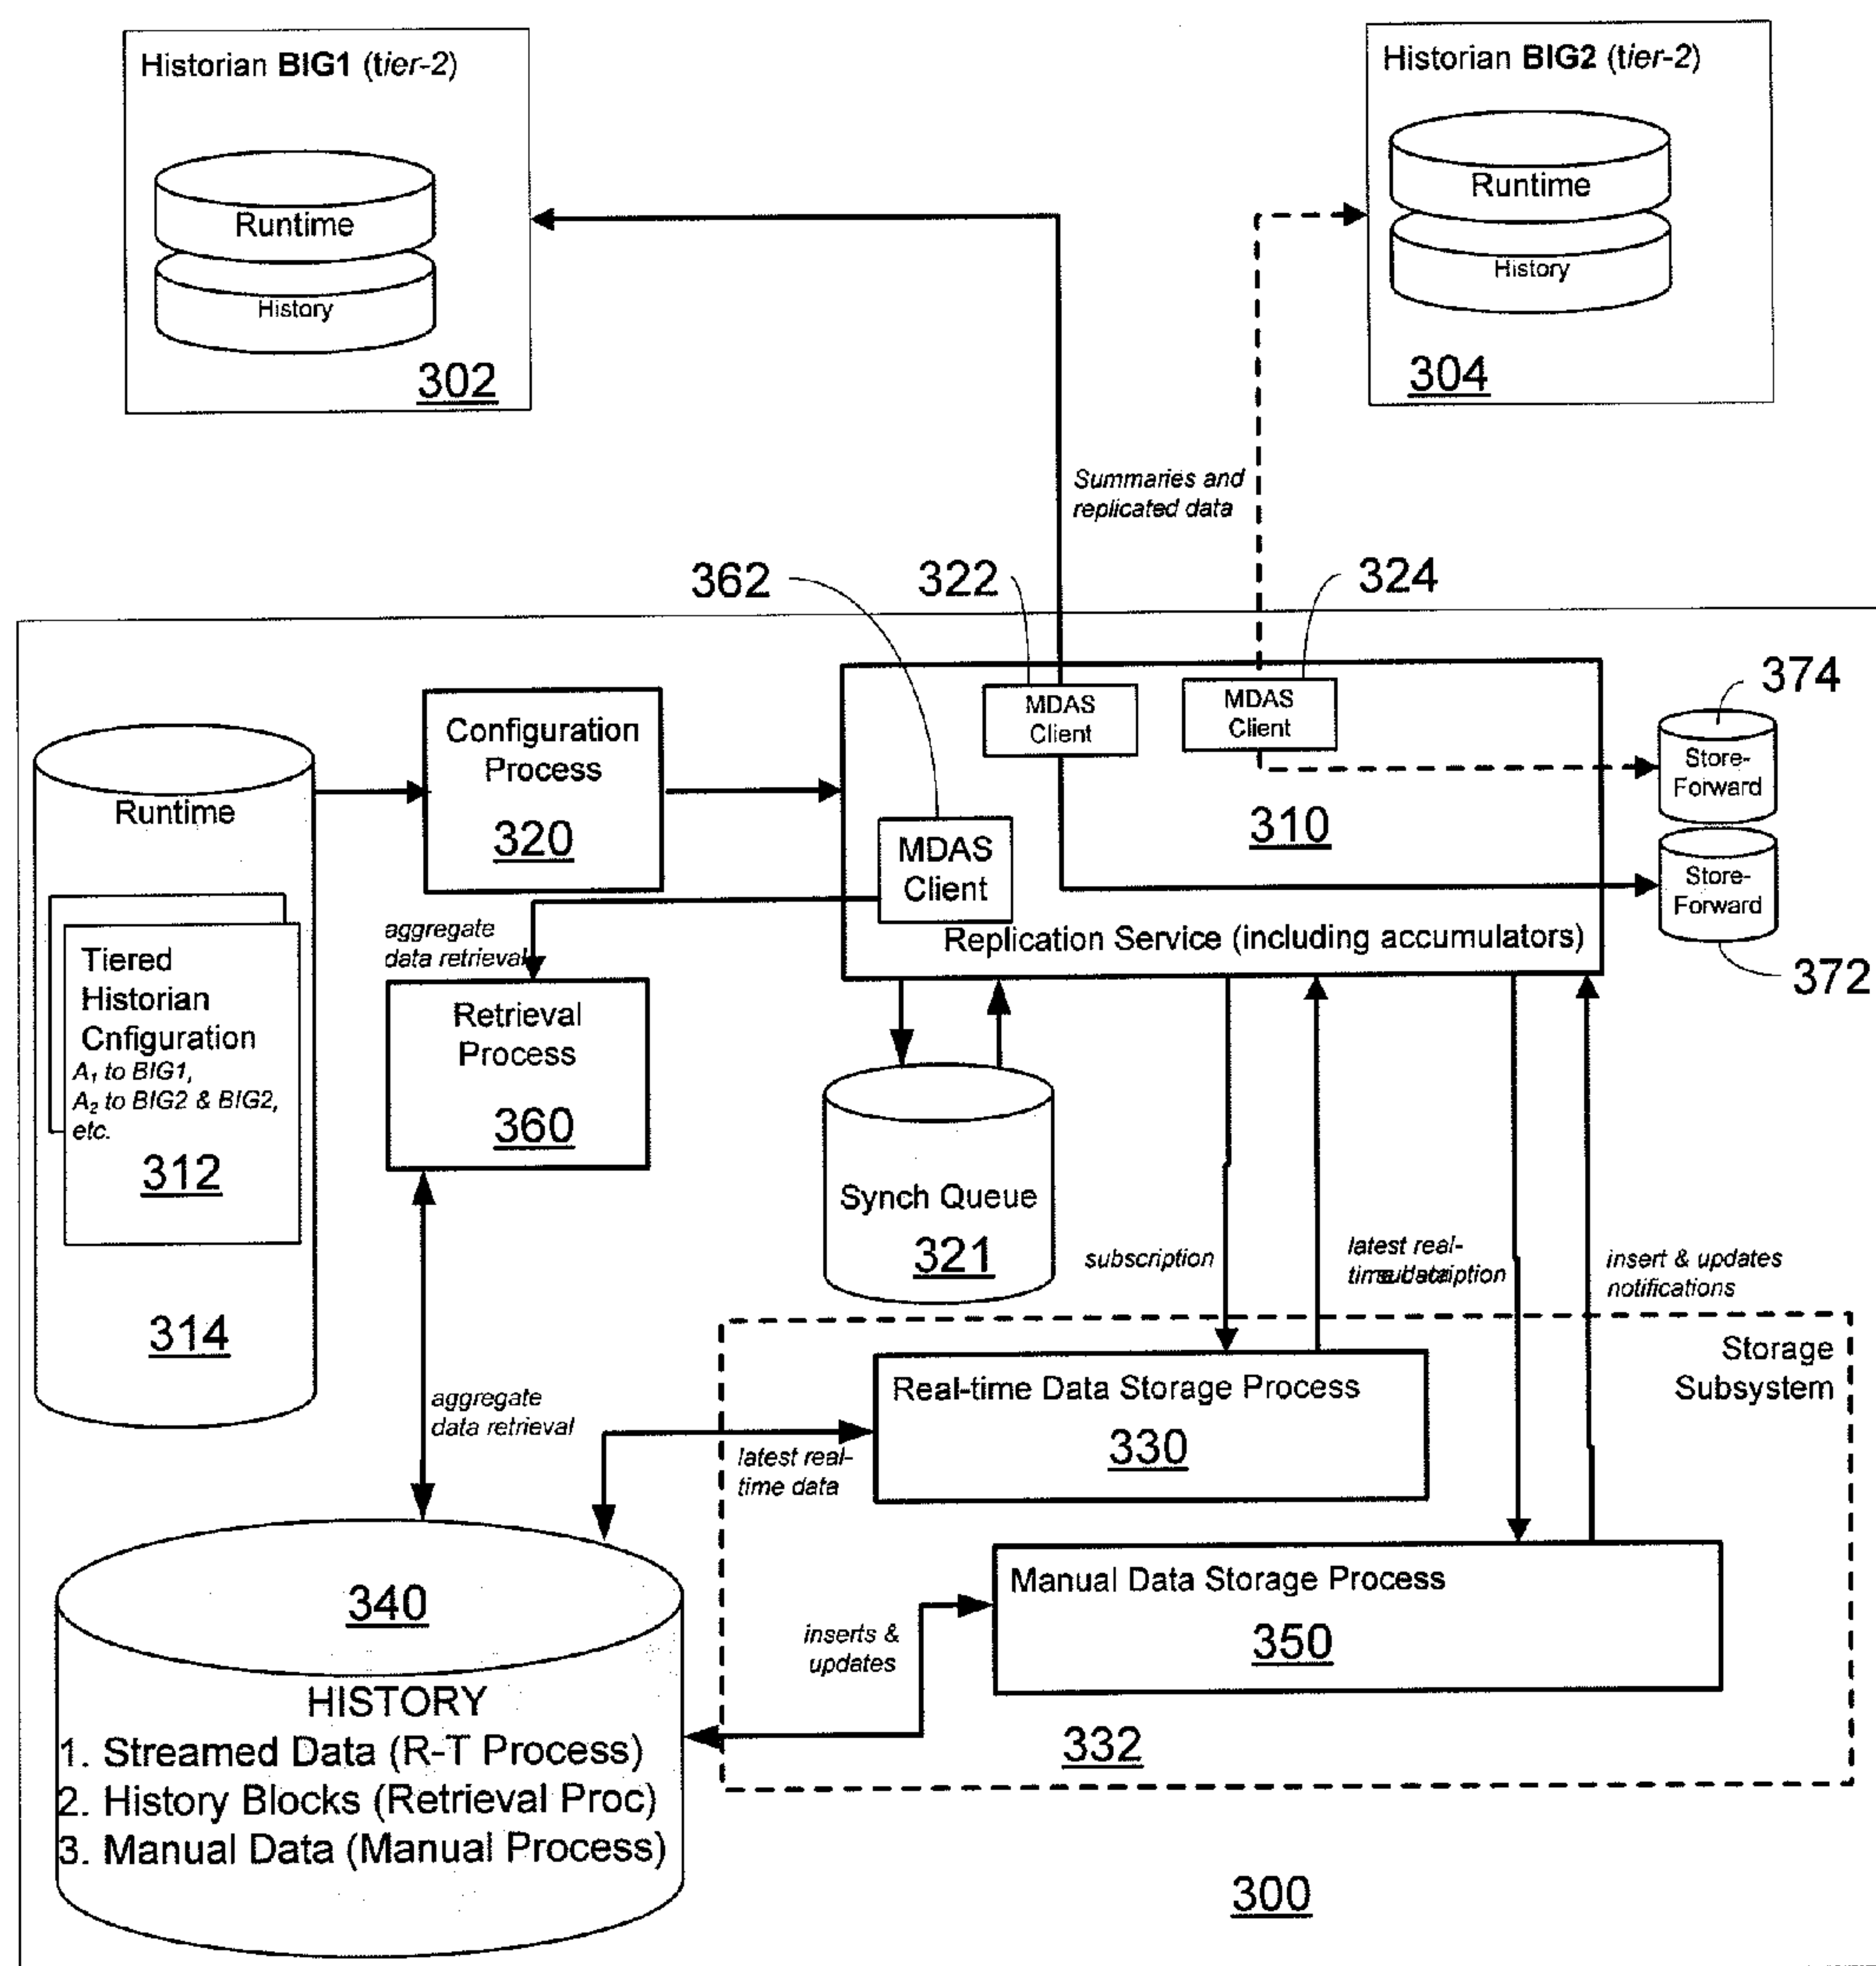 Historian BIG1 (tier-2)
Runtime
History
302
Historian BIG2 (tier-2)
Runtime
History
304
Summaries and
replicated data
362
322
324
374
372
Runtime
Tiered
Historian
Cnfiguration
A₁ to BIG1,
A₂ to BIG2 & BIG2,
etc.
312
314
Configuration
Process
320
MDAS
Client
MDAS
Client
MDAS
Client
310
Replication Service (including accumulators)
Store-
Forward
Store-
Forward
aggregate
data retrieval
Retrieval
Process
360
Synch Queue
321
subscription
latest real-
time data
subscription
insert & updates
notifications
Storage
Subsystem
Real-time Data Storage Process
330
aggregate
data retrieval
latest real-
time data
Manual Data Storage Process
350
inserts &
updates
332
340
HISTORY
1. Streamed Data (R-T Process)
2. History Blocks (Retrieval Proc)
3. Manual Data (Manual Process)
300